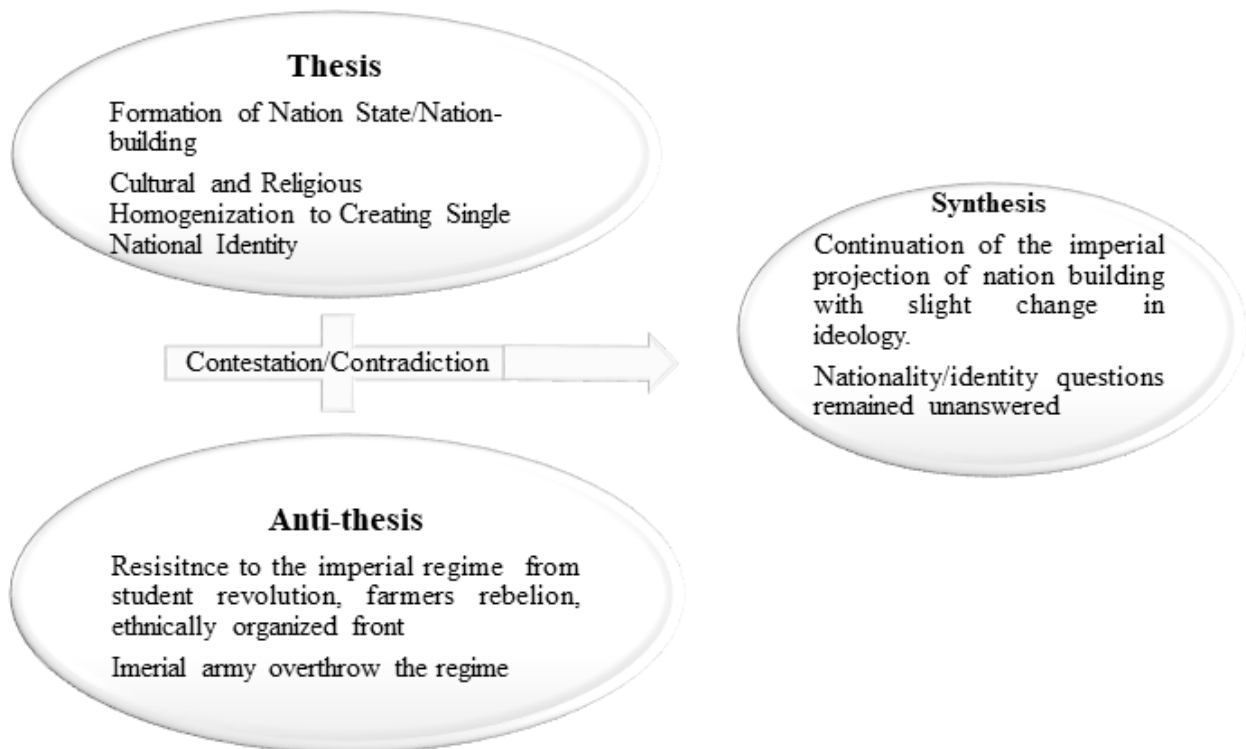 Thesis
Formation of Nation State/Nation-
building
Cultural and Religious
Homogenization to Creating Single
National Identity
Contestation/Contradiction
Anti-thesis
Resisitnce to the imperial regime from
student revolution, farmers rebelion,
ethnically organized front
Imerial army overthrow the regime
Synthesis
Continuation of the imperial
projection of nation building
with slight change in
ideology.
Nationality/identity questions
remained unanswered